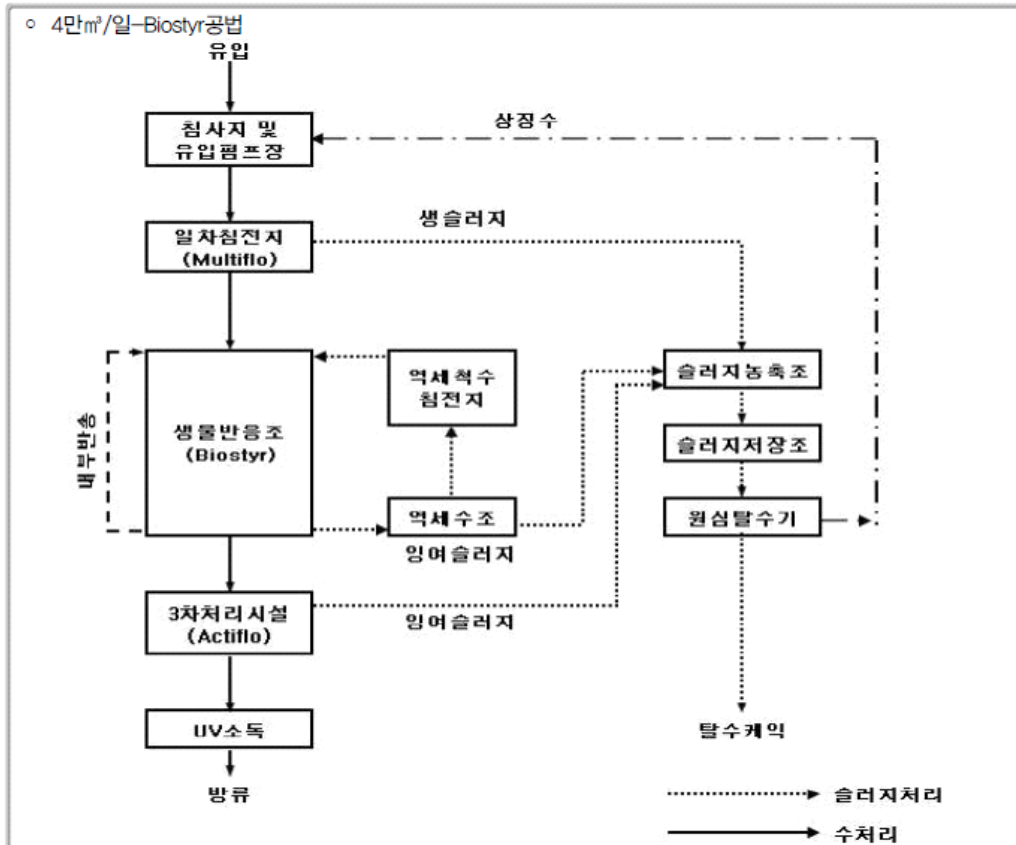 ○ 4만㎥/일-Biostyr공법
유입
침사지 및
유입펌프장
상징수
일차침전지
(Multiflo)
생슬러지
내부반송
생물반응조
(Biostyr)
역세척수
침전지
슬러지농축조
슬러지저장조
역세수조
원심탈수기
잉여슬러지
3차처리시설
(Actiflo)
잉여슬러지
UV소독
탈수케익
방류
슬러지처리
수처리